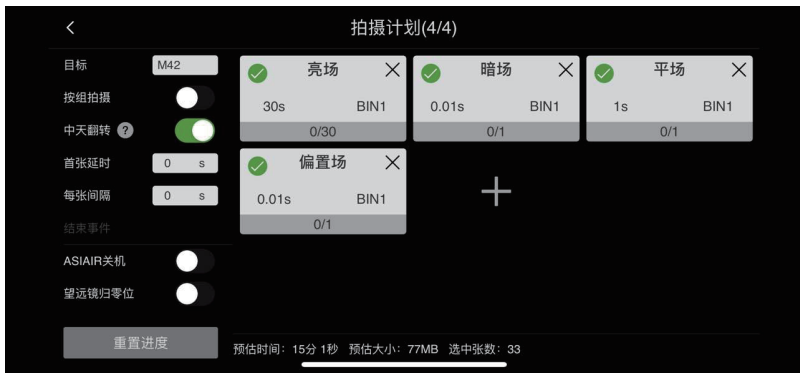 拍摄计划(4/4)
目标 M42
按组拍摄
中天翻转 ?
首张延时 0 s
每张间隔 0 s
结束事件
ASIAIR关机
望远镜归零位
重置进度
亮场
30s BIN1
0/30
暗场
0.01s BIN1
0/1
平场
1s BIN1
0/1
偏置场
0.01s BIN1
0/1
预估时间：15分 1秒 预估大小：77MB 选中张数：33